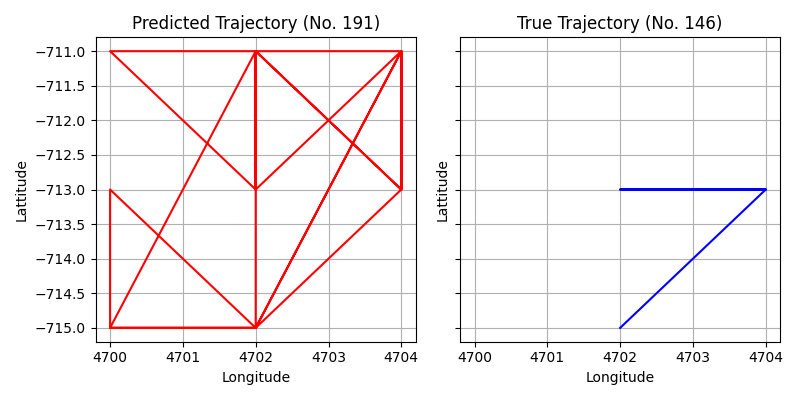 Predicted Trajectory (No. 191)
Lattitude
−711.0
−711.5
−712.0
−712.5
−713.0
−713.5
−714.0
−714.5
−715.0
4700 4701 4702 4703 4704
Longitude
True Trajectory (No. 146)
Lattitude
4700 4701 4702 4703 4704
Longitude